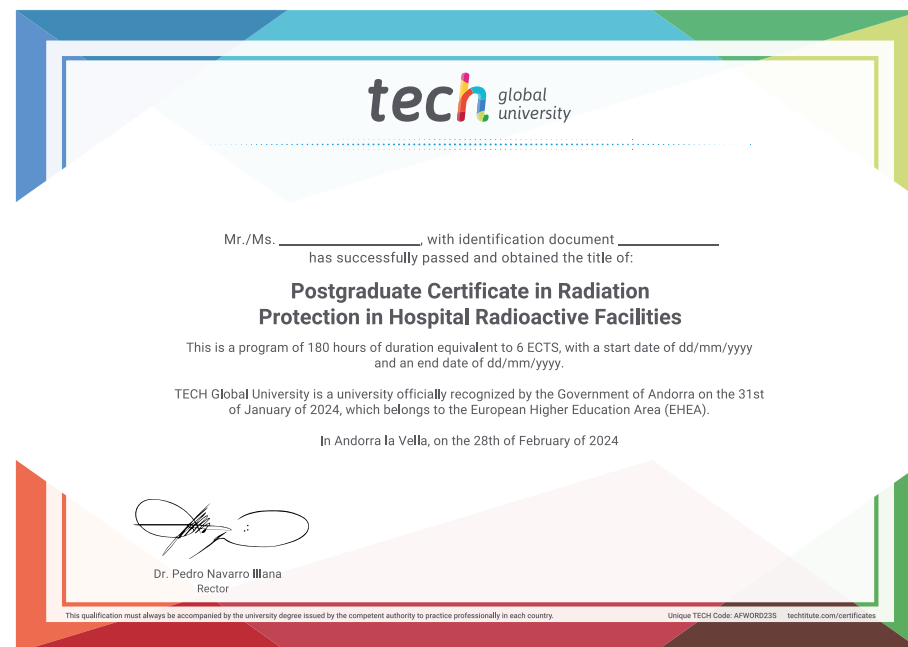 tech global university
Mr./Ms. ____________, with identification document ____________
has successfully passed and obtained the title of:
Postgraduate Certificate in Radiation
Protection in Hospital Radioactive Facilities
This is a program of 180 hours of duration equivalent to 6 ECTS, with a start date of dd/mm/yyyy
and an end date of dd/mm/yyyy.
TECH Global University is a university officially recognized by the Government of Andorra on the 31st
of January of 2024, which belongs to the European Higher Education Area (EHEA).
In Andorra la Vella, on the 28th of February of 2024
Dr. Pedro Navarro Illana
Rector
This qualification must always be accompanied by the university degree issued by the competent authority to practice professionally in each country.
Unique TECH Code: AFWORD23S techtitute.com/certificates